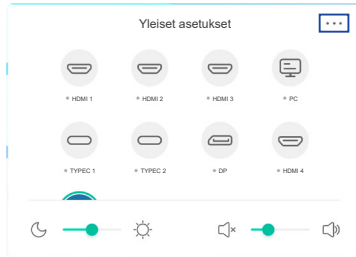 Yleiset asetukset
HDMI 1
HDMI 2
HDMI 3
PC
TYPEC 1
TYPEC 2
DP
HDMI 4